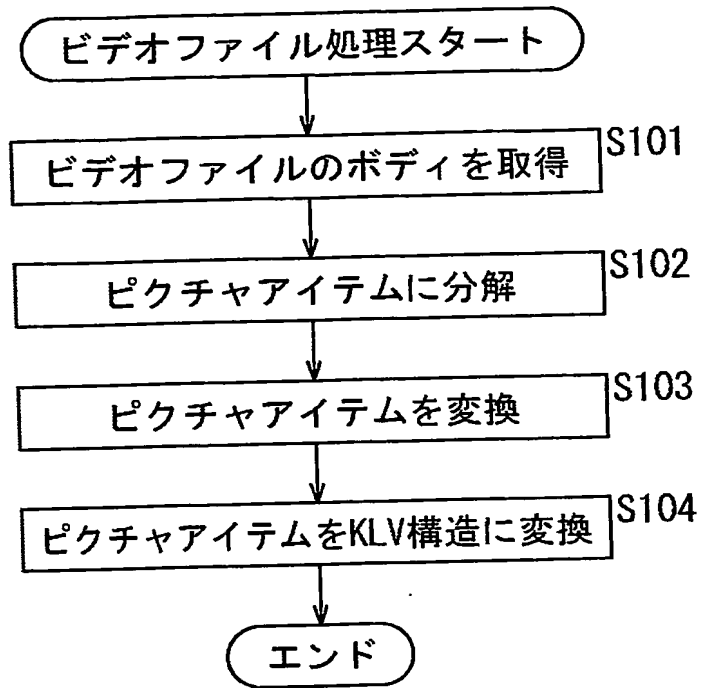 ビデオファイル処理スタート
ビデオファイルのボディを取得
S101
ピクチャアイテムに分解
S102
ピクチャアイテムを変換
S103
ピクチャアイテムをKLV構造に変換
S104
エンド